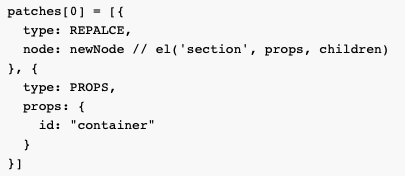 patches[0] = [{
  type: REPALCE,
  node: newNode // el('section', props, children)
}, {
  type: PROPS,
  props: {
    id: "container"
  }
}]